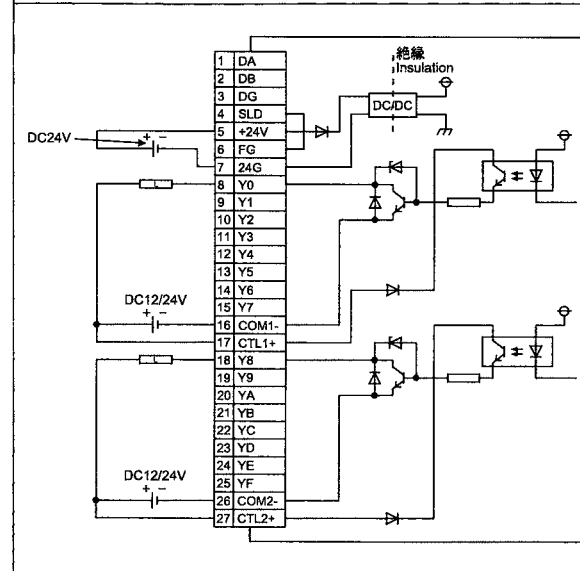 絶縁
Insulation
DC/DC
DC24V
+ −
DC12/24V
+ −
DC12/24V
+ −
L
L
1 DA
2 DB
3 DG
4 SLD
5 +24V
6 FG
7 24G
8 Y0
9 Y1
10 Y2
11 Y3
12 Y4
13 Y5
14 Y6
15 Y7
16 COM1-
17 CTL1+
18 Y8
19 Y9
20 YA
21 YB
22 YC
23 YD
24 YE
25 YF
26 COM2-
27 CTL2+